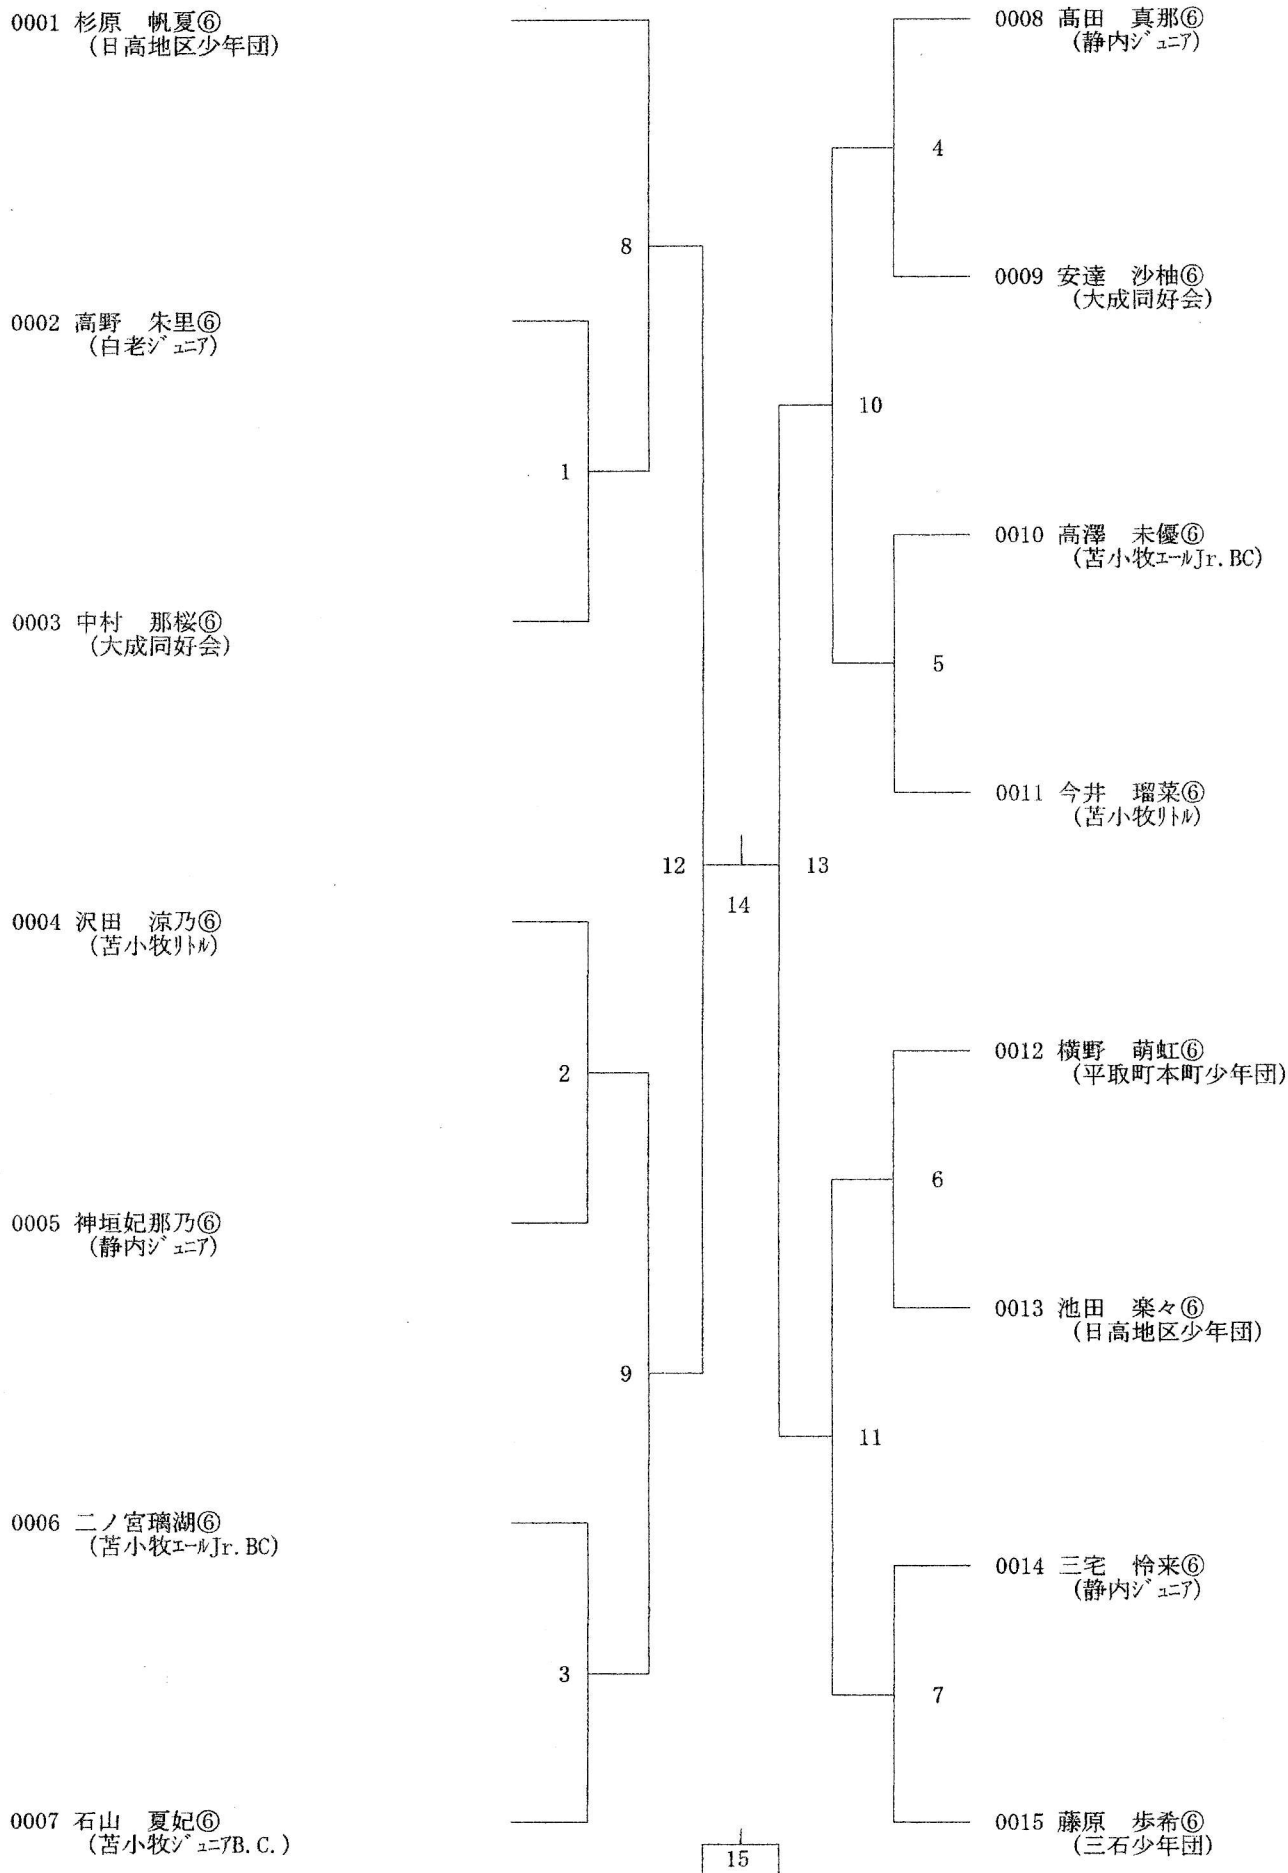 0001 杉原　帆夏⑥
(日高地区少年団)
8
0002 高野　朱里⑥
(白老ジュニア)
1
0003 中村　那桜⑥
(大成同好会)
12
0004 沢田　涼乃⑥
(苫小牧リトル)
2
0005 神垣妃那乃⑥
(静内ジュニア)
9
0006 二ノ宮璃湖⑥
(苫小牧エールJr.BC)
3
0007 石山　夏妃⑥
(苫小牧ジュニアB.C.)
14
15
0008 髙田　真那⑥
(静内ジュニア)
4
0009 安達　沙柚⑥
(大成同好会)
10
0010 高澤　未優⑥
(苫小牧エールJr.BC)
5
0011 今井　瑠菜⑥
(苫小牧リトル)
13
0012 横野　萌虹⑥
(平取町本町少年団)
6
0013 池田　楽々⑥
(日高地区少年団)
11
0014 三宅　怜来⑥
(静内ジュニア)
7
0015 藤原　歩希⑥
(三石少年団)